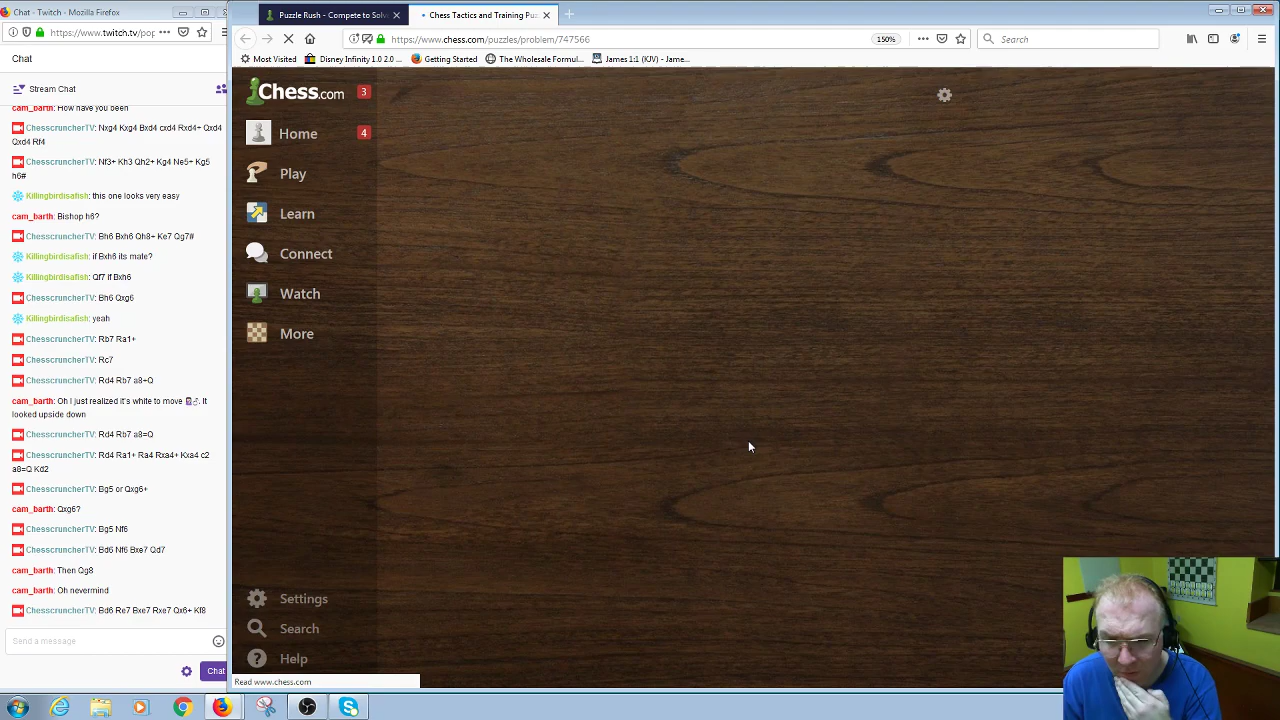 Chat - Twitch - Mozilla Firefox
https://www.twitch.tv/pop
Chat
Stream Chat
cam_barth: How have you been
ChesscruncherTV: Nxg4 Kxg4 Bxd4 cxd4 Rxd4+ Qxd4
Qxd4 Rf4
ChesscruncherTV: Nf3+ Kh3 Qh2+ Kg4 Ne5+ Kg5
h6#
Killingbirdisafish: this one looks very easy
cam_barth: Bishop h6?
ChesscruncherTV: Bh6 Bxh6 Qh8+ Ke7 Qg7#
Killingbirdisafish: if Bxh6 its mate?
Killingbirdisafish: Qf7 if Bxh6
ChesscruncherTV: Bh6 Qxg6
Killingbirdisafish: yeah
ChesscruncherTV: Rb7 Ra1+
ChesscruncherTV: Rc7
ChesscruncherTV: Rd4 Rb7 a8+Q
cam_barth: Oh I just realized it's white to move. It
looked upside down
ChesscruncherTV: Rd4 Rb7 a8=Q
ChesscruncherTV: Rd4 Ra1+ Ra4 Rxa4+ Kxa4 c2
a8=Q Kd2
ChesscruncherTV: Bg5 or Qxg6+
cam_barth: Qxg6?
ChesscruncherTV: Bg5 Nf6
ChesscruncherTV: Bd6 Nf6 Bxe7 Qd7
cam_barth: Then Qg8
cam_barth: Oh nevermind
ChesscruncherTV: Bd6 Re7 Bxe7 Rxe7 Qx6+ Kf8
Send a message
Chat
Puzzle Rush - Compete to Solv
Chess Tactics and Training Puz
https://www.chess.com/puzzles/problem/747566
150%
Search
Most Visited
Disney Infinity 1.0 2.0 ...
Getting Started
The Wholesale Formul...
James 1:1 (KJV) - Jame...
Chess.com 3
Home 4
Play
Learn
Connect
Watch
More
Settings
Search
Help
Read www.chess.com